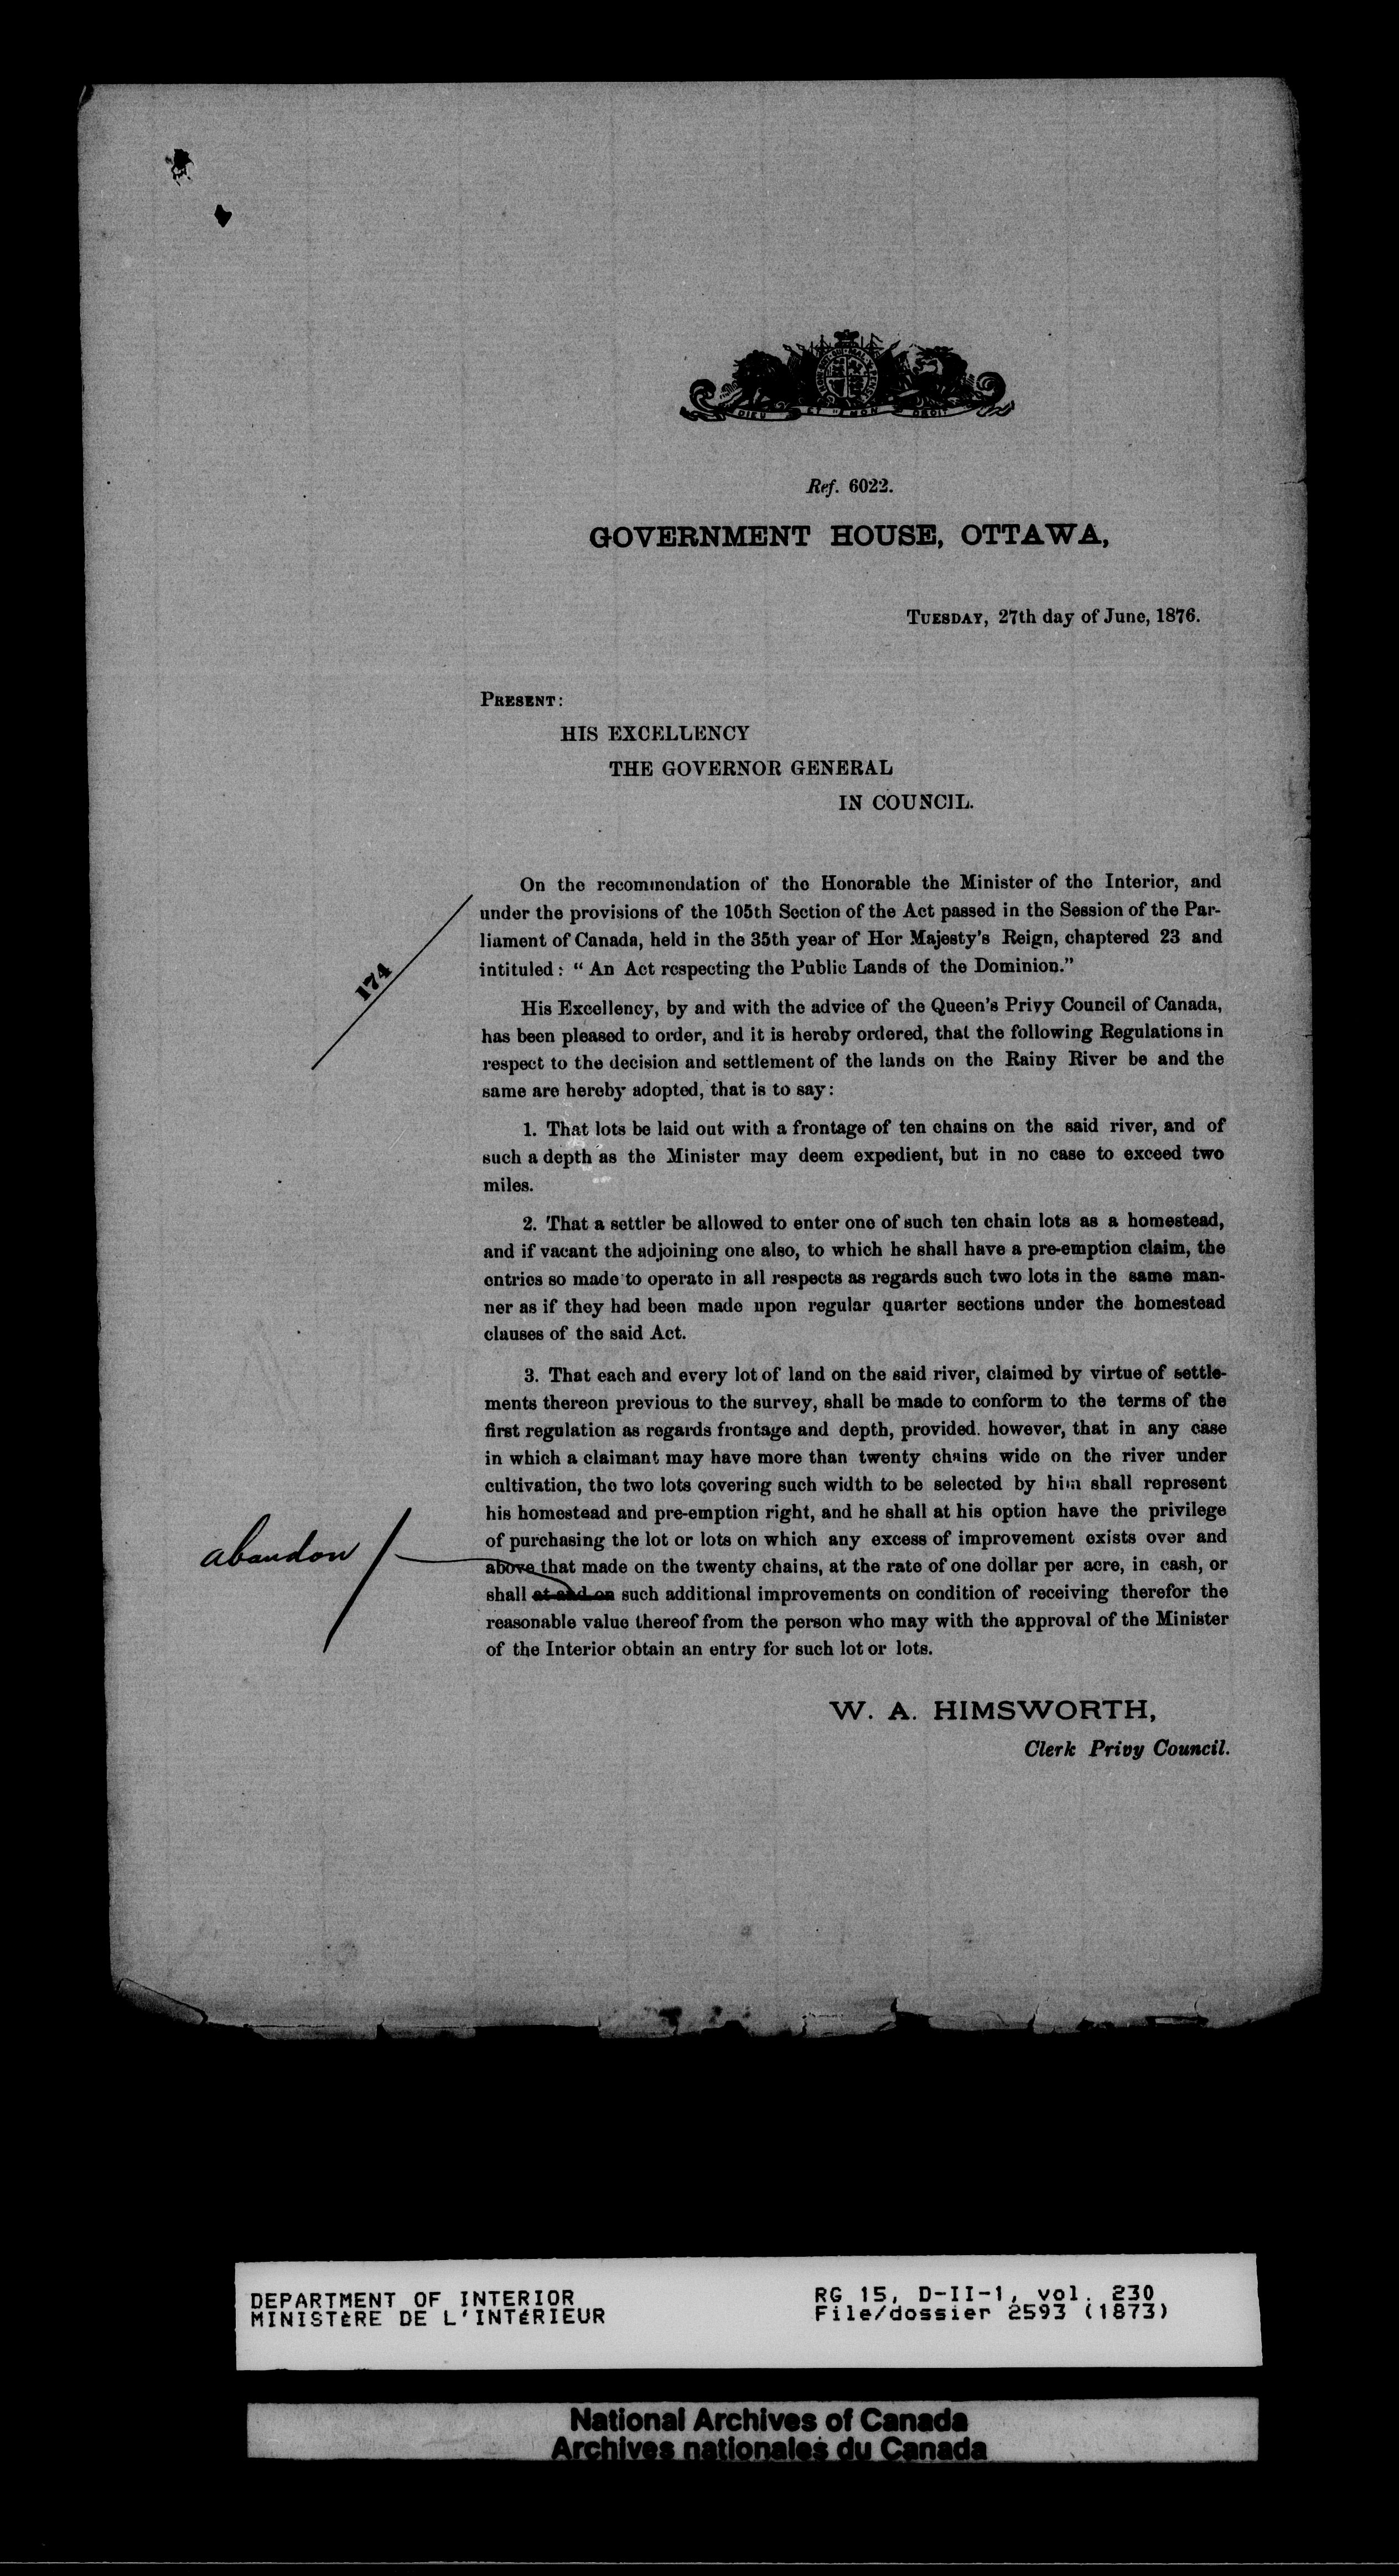 DIEU ET MON DROIT
Ref. 6022.
GOVERNMENT HOUSE, OTTAWA,
TUESDAY, 27th day of June, 1876.
PRESENT:
HIS EXCELLENCY
THE GOVERNOR GENERAL
IN COUNCIL.
174
On the recommendation of the Honorable the Minister of the Interior, and
under the provisions of the 105th Section of the Act passed in the Session of the Par-
liament of Canada, held in the 35th year of Her Majesty's Reign, chaptered 23 and
intituled: “ An Act respecting the Public Lands of the Dominion.”
His Excellency, by and with the advice of the Queen's Privy Council of Canada,
has been pleased to order, and it is hereby ordered, that the following Regulations in
respect to the decision and settlement of the lands on the Rainy River be and the
same are hereby adopted, that is to say:
1. That lots be laid out with a frontage of ten chains on the said river, and of
such a depth as the Minister may deem expedient, but in no case to exceed two
miles.
2. That a settler be allowed to enter one of such ten chain lots as a homestead,
and if vacant the adjoining one also, to which he shall have a pre-emption claim, the
entries so made to operate in all respects as regards such two lots in the same man-
ner as if they had been made upon regular quarter sections under the homestead
clauses of the said Act.
3. That each and every lot of land on the said river, claimed by virtue of settle-
ments thereon previous to the survey, shall be made to conform to the terms of the
first regulation as regards frontage and depth, provided. however, that in any case
in which a claimant may have more than twenty chains wide on the river under
cultivation, the two lots covering such width to be selected by him shall represent
his homestead and pre-emption right, and he shall at his option have the privilege
of purchasing the lot or lots on which any excess of improvement exists over and
abandon /
above that made on the twenty chains, at the rate of one dollar per acre, in cash, or
shall at and on such additional improvements on condition of receiving therefor the
reasonable value thereof from the person who may with the approval of the Minister
of the Interior obtain an entry for such lot or lots.
W. A. HIMSWORTH,
Clerk Privy Council.
DEPARTMENT OF INTERIOR
MINISTÈRE DE L'INTÉRIEUR
RG 15, D-II-1, vol. 230
File/dossier 2593 (1873)
National Archives of Canada
Archives nationales du Canada